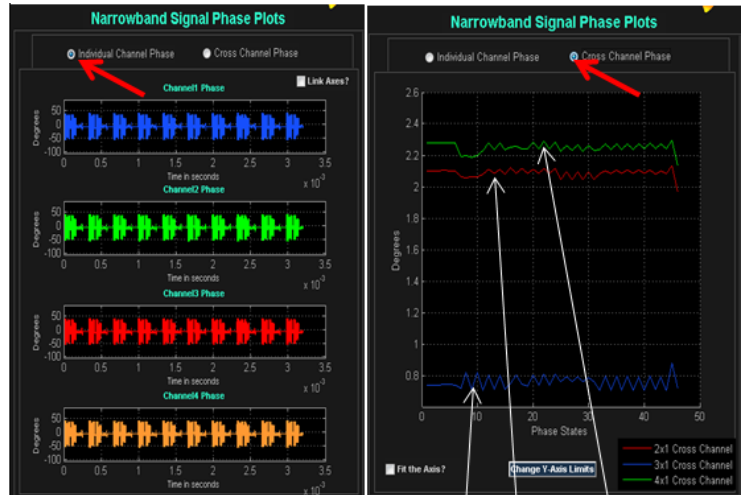 Narrowband Signal Phase Plots
Individual Channel Phase Cross Channel Phase
Link Axes?
Channel1 Phase
Degrees
50
0
-50
-100
0 0.5 1 1.5 2 2.5 3 3.5
Time in seconds
x 10^-3
Channel2 Phase
Degrees
50
0
-50
-100
0 0.5 1 1.5 2 2.5 3 3.5
Time in seconds
x 10^-3
Channel3 Phase
Degrees
50
0
-50
-100
0 0.5 1 1.5 2 2.5 3 3.5
Time in seconds
x 10^-3
Channel4 Phase
Degrees
50
0
-50
-100
0 0.5 1 1.5 2 2.5 3 3.5
Time in seconds
x 10^-3
Narrowband Signal Phase Plots
Individual Channel Phase Cross Channel Phase
Degrees
2.6
2.4
2.2
2
1.8
1.6
1.4
1.2
1
0.8
0 10 20 30 40 50
Phase States
2x1 Cross Channel
3x1 Cross Channel
4x1 Cross Channel
Fit the Axis?
Change Y-Axis Limits